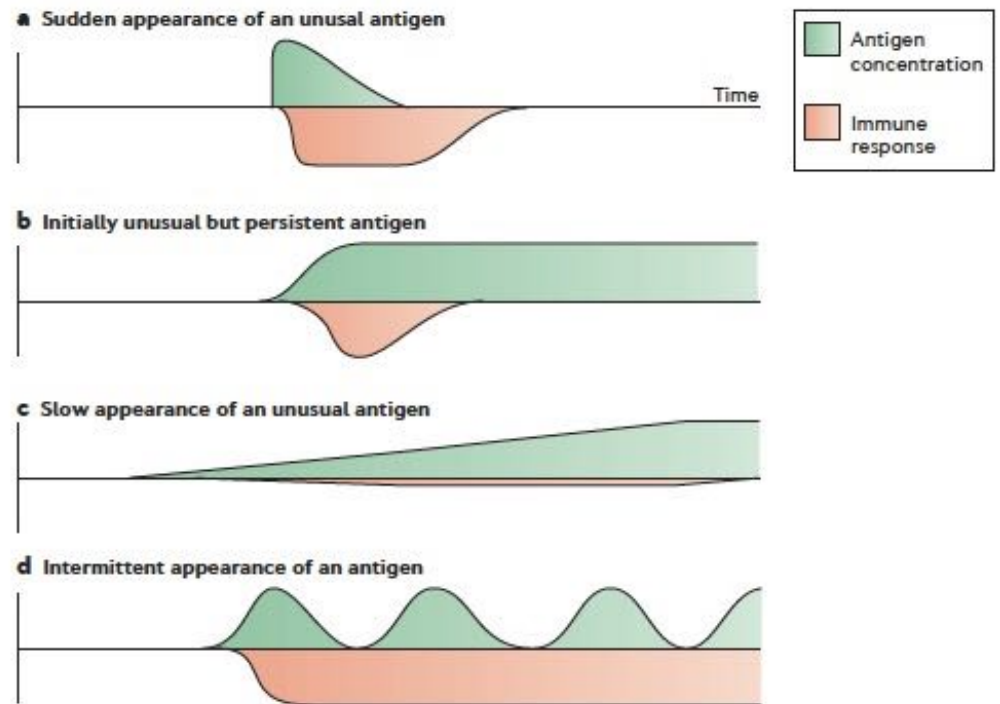 a Sudden appearance of an unusal antigen
Antigen
concentration
Time
Immune
response
b Initially unusual but persistent antigen
c Slow appearance of an unusual antigen
d Intermittent appearance of an antigen